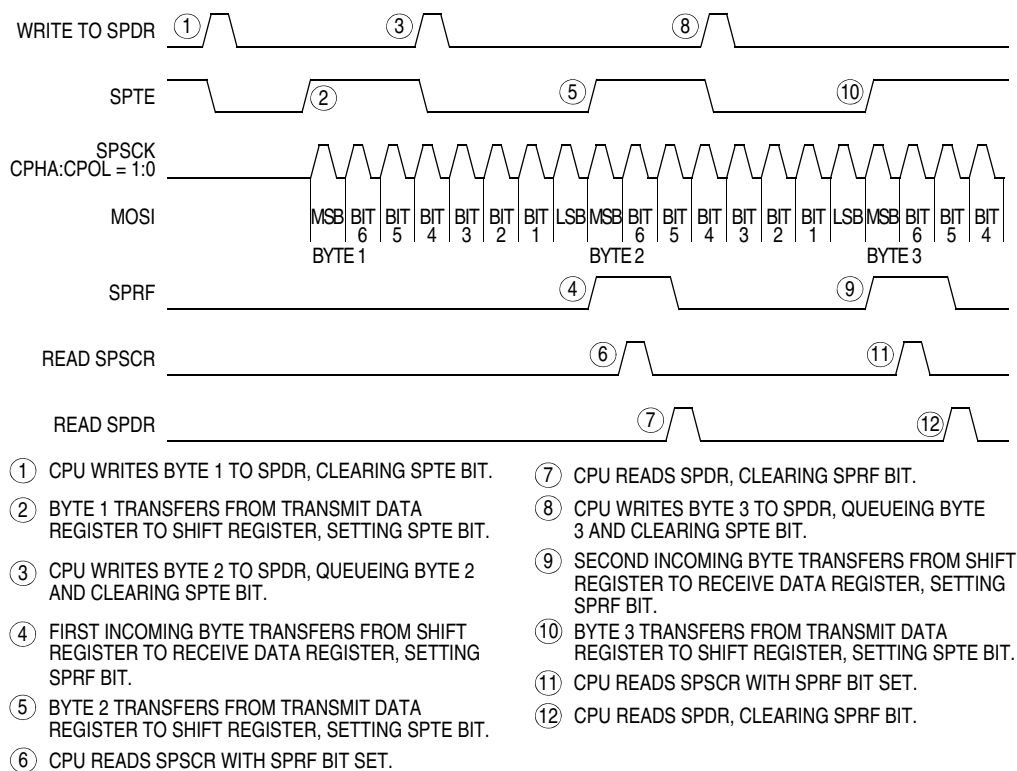 WRITE TO SPDR 1 3 8
SPTE 2 5 10
SPSCK
CPHA:CPOL = 1:0
MOSI MSB BIT 6 BIT 5 BIT 4 BIT 3 BIT 2 BIT 1 LSB MSB BIT 6 BIT 5 BIT 4 BIT 3 BIT 2 BIT 1 LSB MSB BIT 6 BIT 5 BIT 4
BYTE 1 BYTE 2 BYTE 3
SPRF 4 9
READ SPSCR 6 11
READ SPDR 7 12
1 CPU WRITES BYTE 1 TO SPDR, CLEARING SPTE BIT.
2 BYTE 1 TRANSFERS FROM TRANSMIT DATA
REGISTER TO SHIFT REGISTER, SETTING SPTE BIT.
3 CPU WRITES BYTE 2 TO SPDR, QUEUEING BYTE 2
AND CLEARING SPTE BIT.
4 FIRST INCOMING BYTE TRANSFERS FROM SHIFT
REGISTER TO RECEIVE DATA REGISTER, SETTING
SPRF BIT.
5 BYTE 2 TRANSFERS FROM TRANSMIT DATA
REGISTER TO SHIFT REGISTER, SETTING SPTE BIT.
6 CPU READS SPSCR WITH SPRF BIT SET.
7 CPU READS SPDR, CLEARING SPRF BIT.
8 CPU WRITES BYTE 3 TO SPDR, QUEUEING BYTE
3 AND CLEARING SPTE BIT.
9 SECOND INCOMING BYTE TRANSFERS FROM SHIFT
REGISTER TO RECEIVE DATA REGISTER, SETTING
SPRF BIT.
10 BYTE 3 TRANSFERS FROM TRANSMIT DATA
REGISTER TO SHIFT REGISTER, SETTING SPTE BIT.
11 CPU READS SPSCR WITH SPRF BIT SET.
12 CPU READS SPDR, CLEARING SPRF BIT.